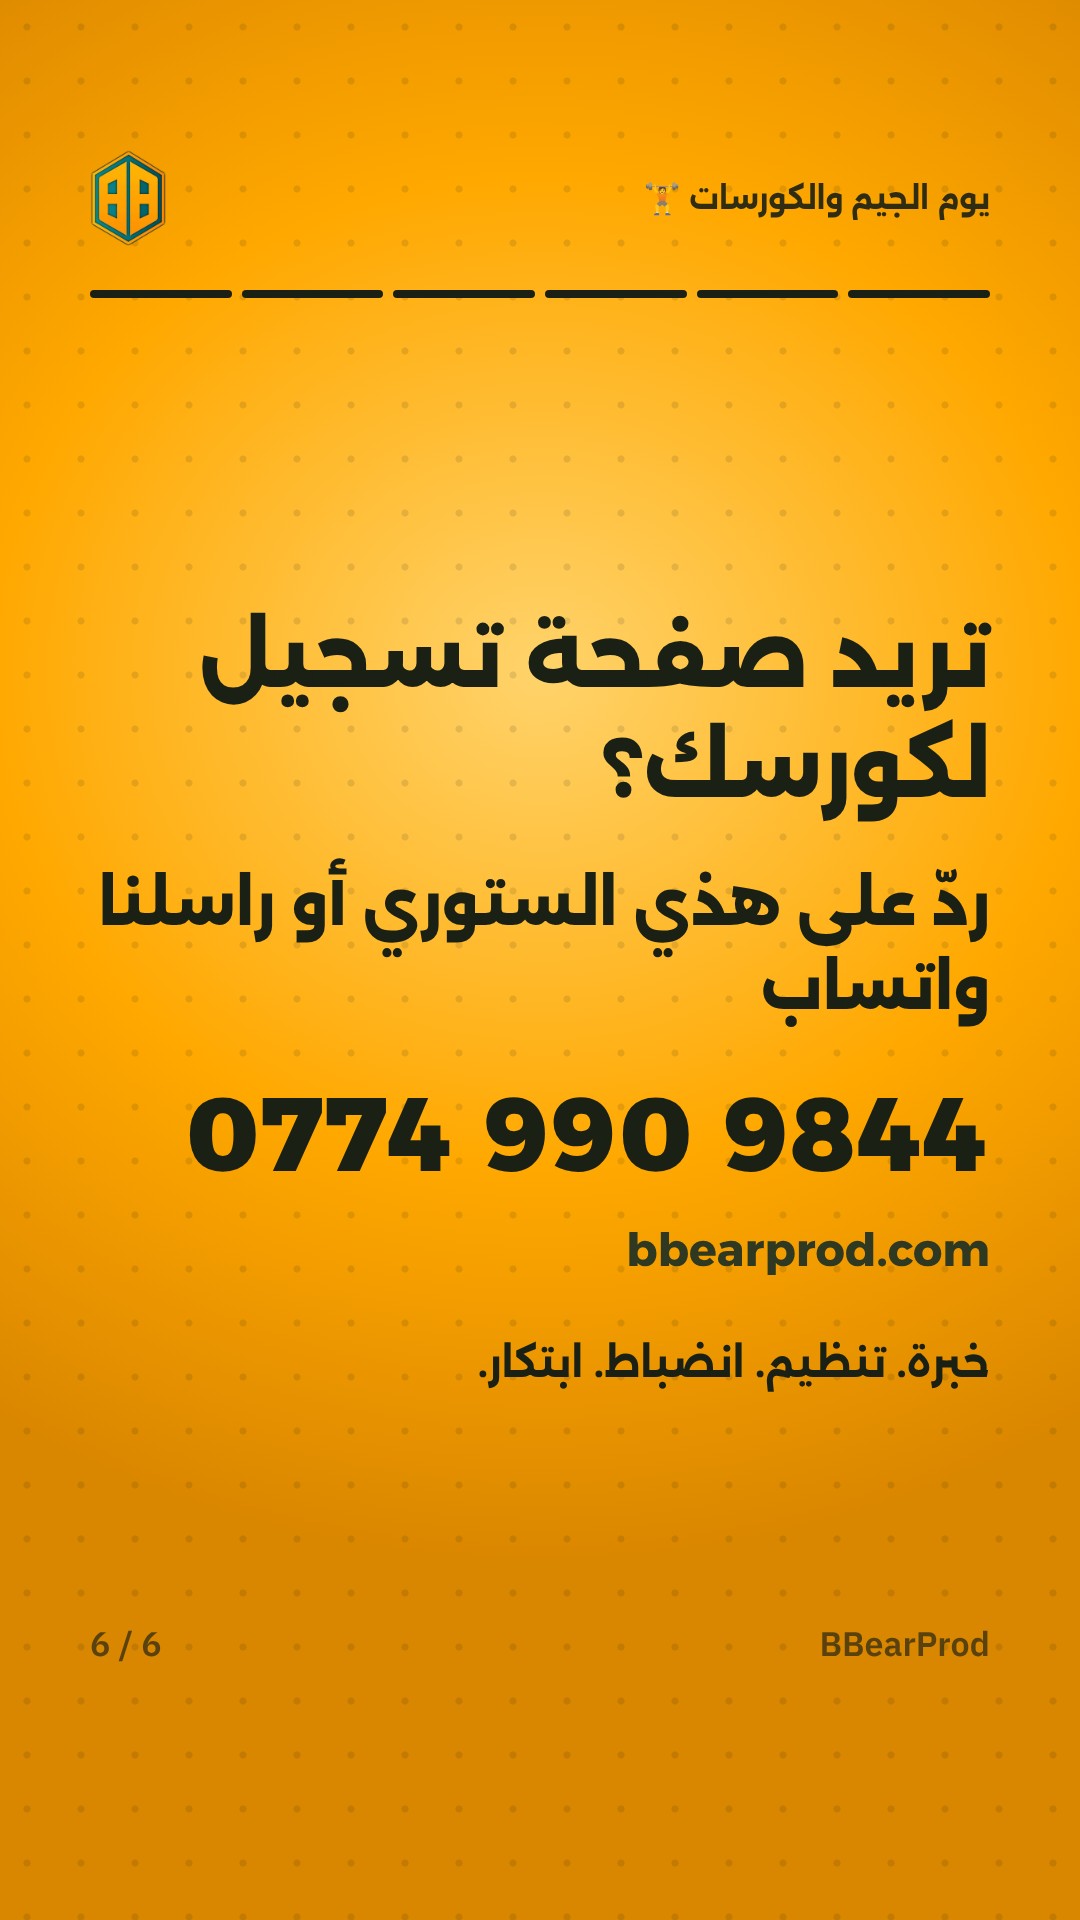 يوم الجيم والكورسات 🏋️
تريد صفحة تسجيل
لكورسك؟
ردّ على هذي الستوري أو راسلنا
واتساب
0774 990 9844
bbearprod.com
خبرة. تنظيم. انضباط. ابتكار.
BBearProd
6 / 6